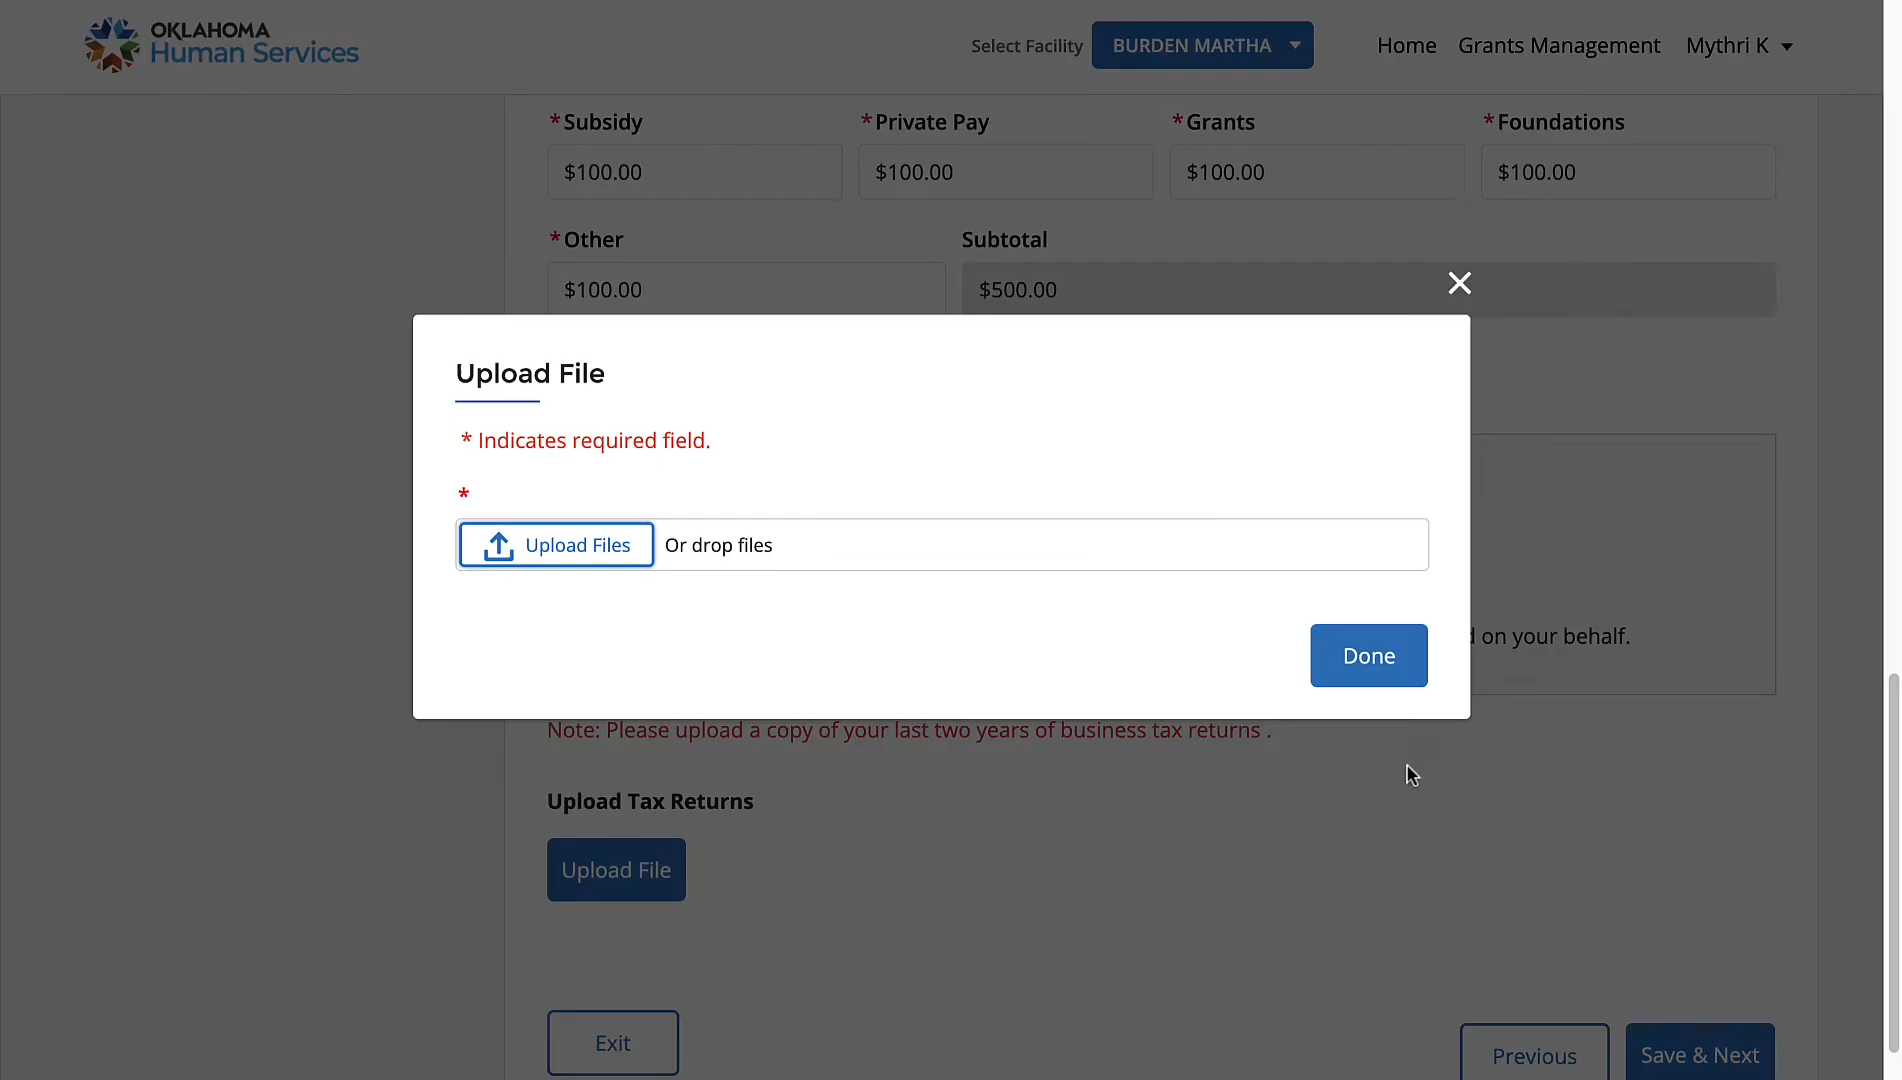 OKLAHOMA
Human Services
Select Facility
BURDEN MARTHA
Home
Grants Management
Mythri K
*Subsidy
*Private Pay
*Grants
*Foundations
$100.00
$100.00
$100.00
$100.00
*Other
Subtotal
$100.00
$500.00
Upload File
* Indicates required field.
*
Upload Files
Or drop files
Done
on your behalf.
Note: Please upload a copy of your last two years of business tax returns .
Upload Tax Returns
Upload File
Exit
Previous
Save & Next